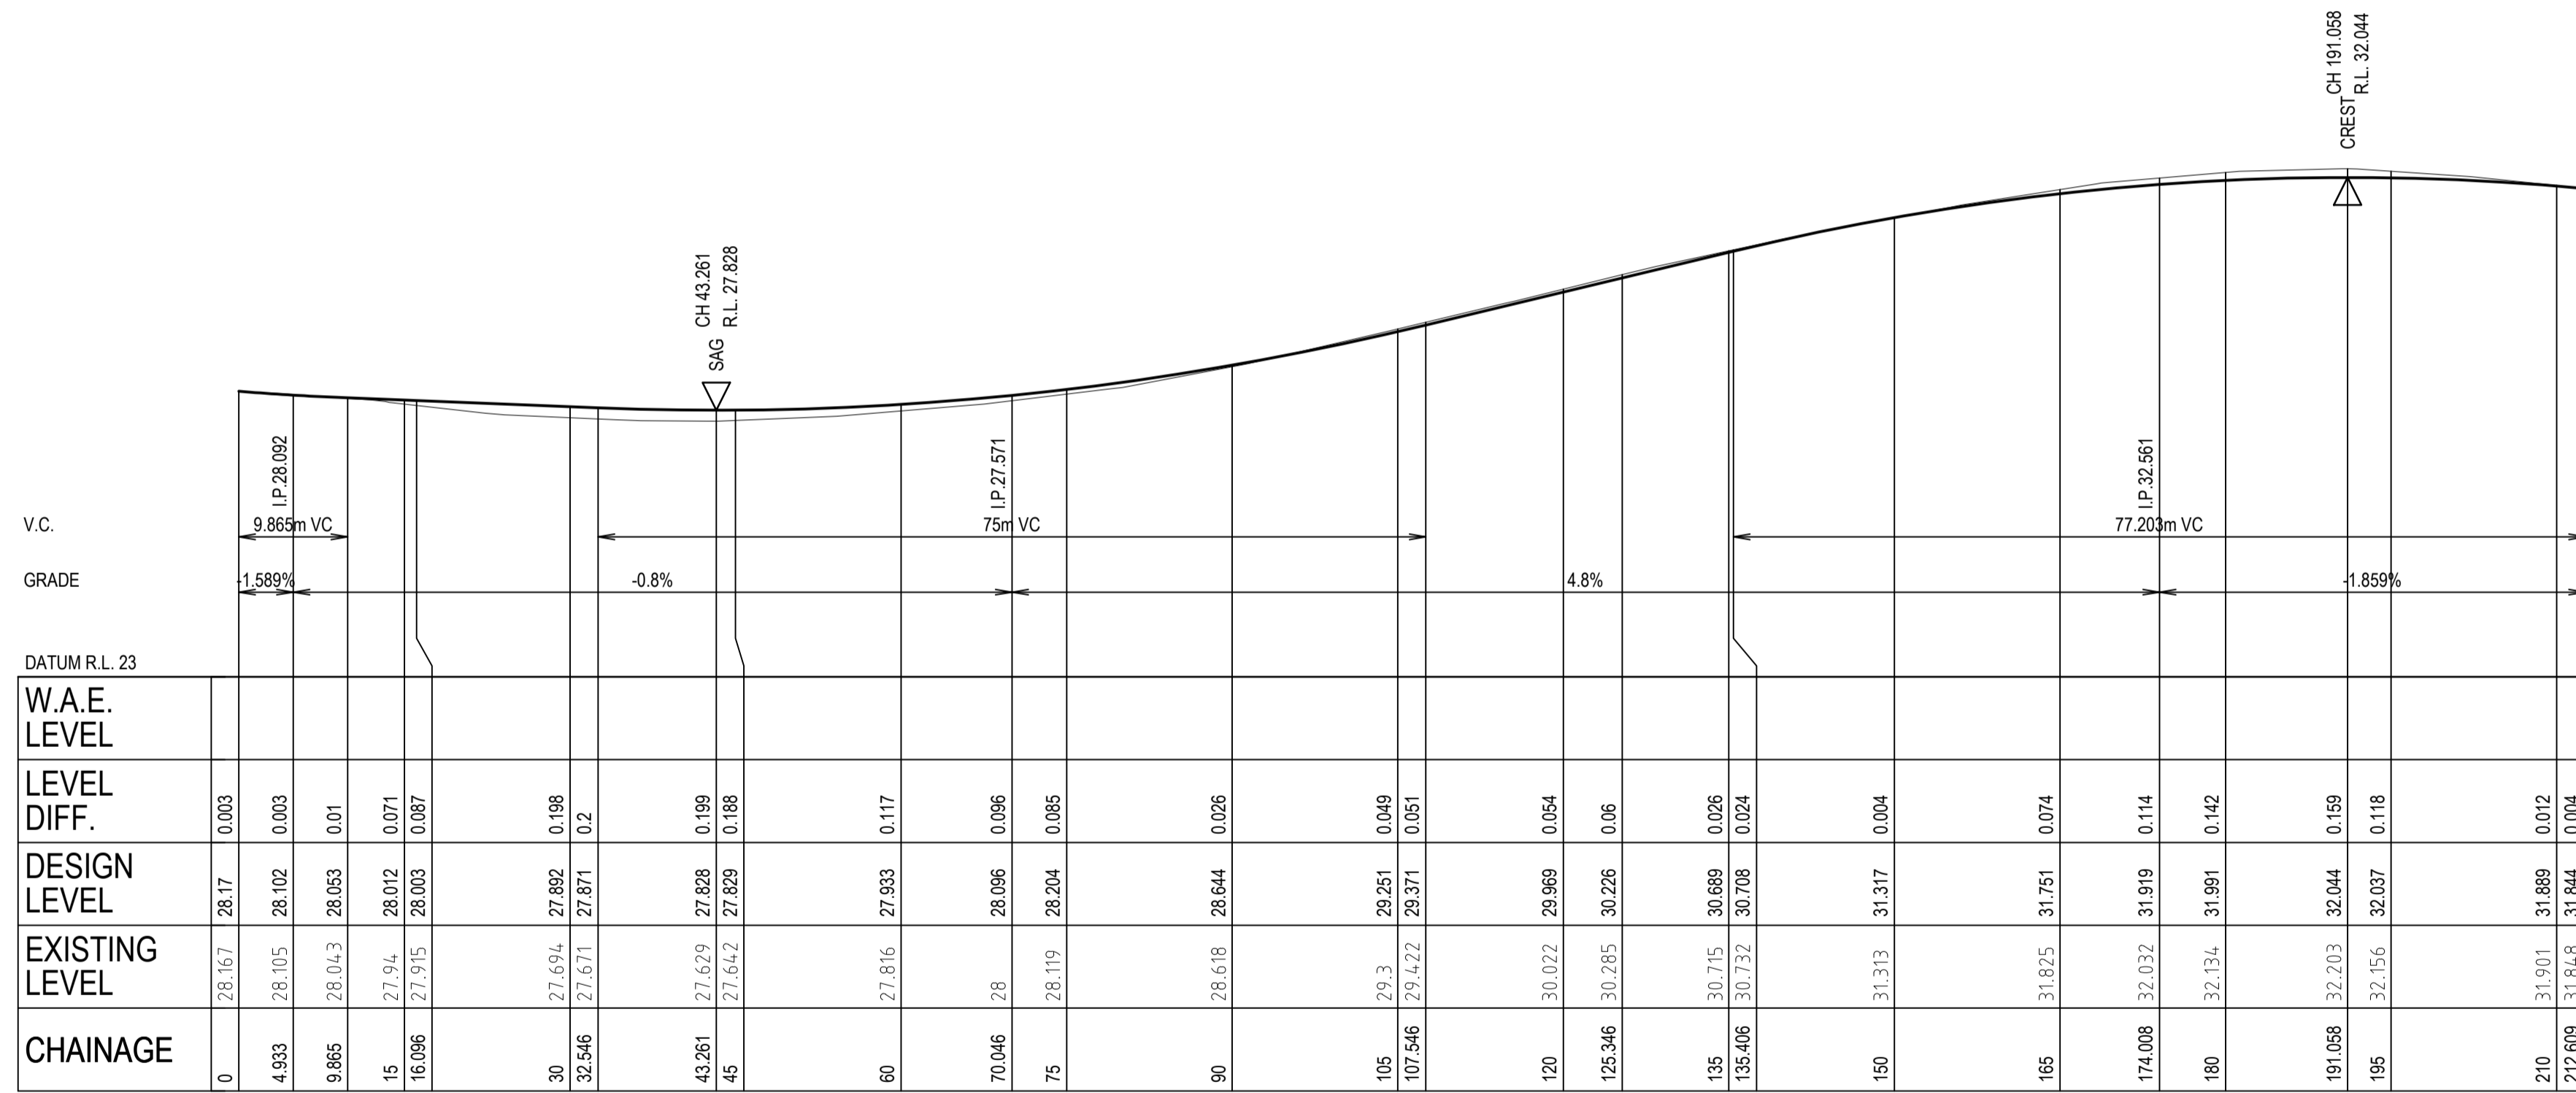 CREST CH 191.058
R.L. 32.044
SAG CH 43.261
R.L. 27.828
I.P.28.092
I.P.27.571
I.P.32.561
V.C. 9.865m VC 75m VC 77.203m VC
GRADE -1.589% -0.8% 4.8% -1.859%
DATUM R.L. 23
W.A.E.
LEVEL
LEVEL
DIFF.
0.003 0.003 0.01 0.071 0.087 0.198 0.2 0.199 0.188 0.117 0.096 0.085 0.026 0.049 0.051 0.054 0.06 0.026 0.024 0.004 0.074 0.114 0.142 0.159 0.118 0.012 0.004
DESIGN
LEVEL
28.17 28.102 28.053 28.012 28.003 27.892 27.871 27.828 27.829 27.933 28.096 28.204 28.644 29.251 29.371 29.969 30.226 30.689 30.708 31.317 31.751 31.919 31.991 32.044 32.037 31.889 31.844
EXISTING
LEVEL
28.167 28.105 28.043 27.94 27.915 27.694 27.671 27.629 27.642 27.816 28 28.119 28.618 29.3 29.422 30.022 30.285 30.715 30.732 31.313 31.825 32.032 32.134 32.203 32.156 31.901 31.848
CHAINAGE
0 4.933 9.865 15 16.096 30 32.546 43.261 45 60 70.046 75 90 105 107.546 120 125.346 135 135.406 150 165 174.008 180 191.058 195 210 212.609